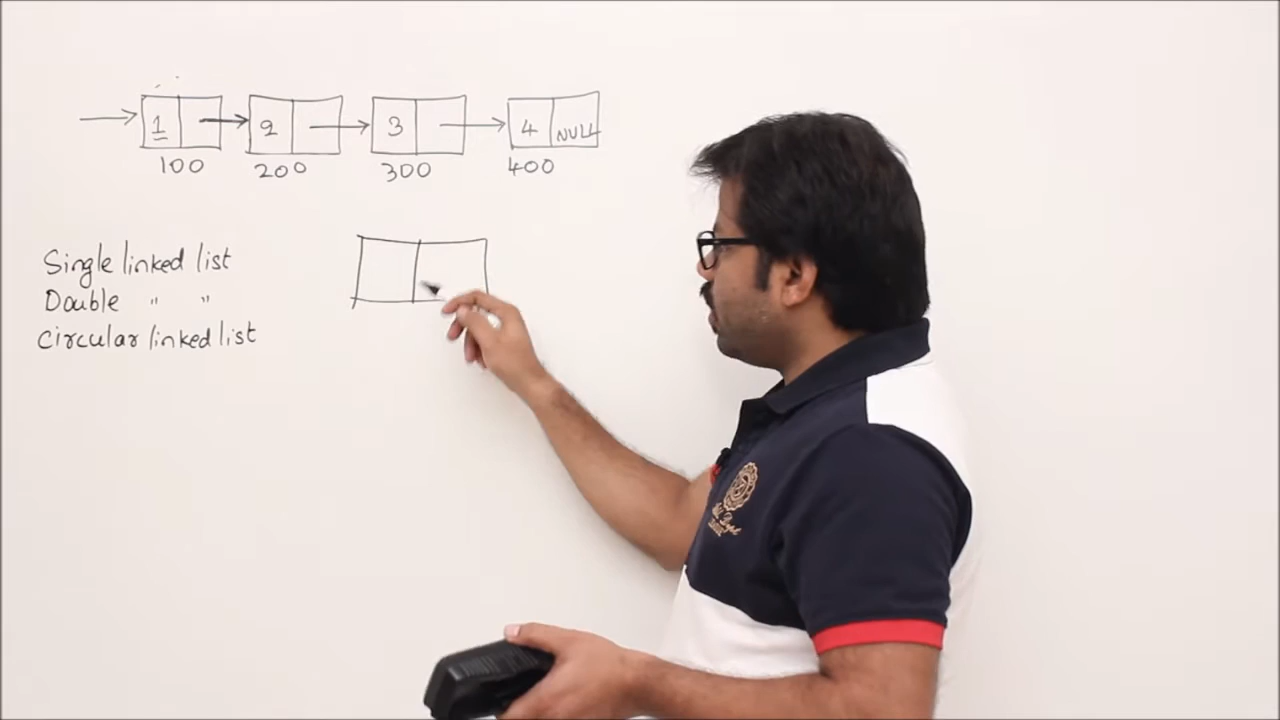 1 2 3 4 NULL
100 200 300 400
Single linked list
Double " "
Circular linked list